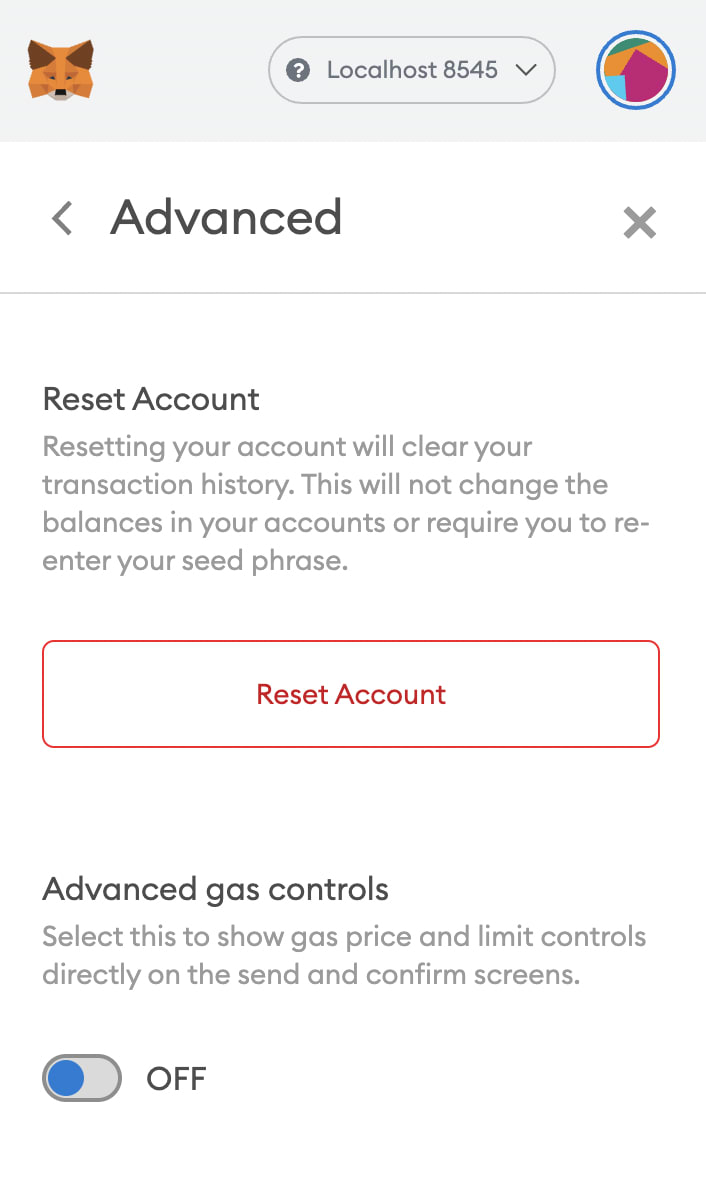 Localhost 8545
Advanced
Reset Account
Resetting your account will clear your
transaction history. This will not change the
balances in your accounts or require you to re-
enter your seed phrase.
Reset Account
Advanced gas controls
Select this to show gas price and limit controls
directly on the send and confirm screens.
OFF